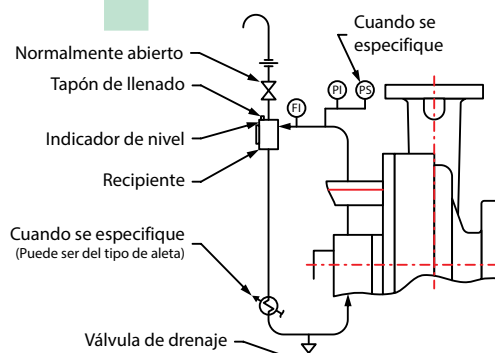 Cuando se
especifique
Normalmente abierto
Tapón de llenado
PI
PS
FI
Indicador de nivel
Recipiente
Cuando se especifique
(Puede ser del tipo de aleta)
Válvula de drenaje